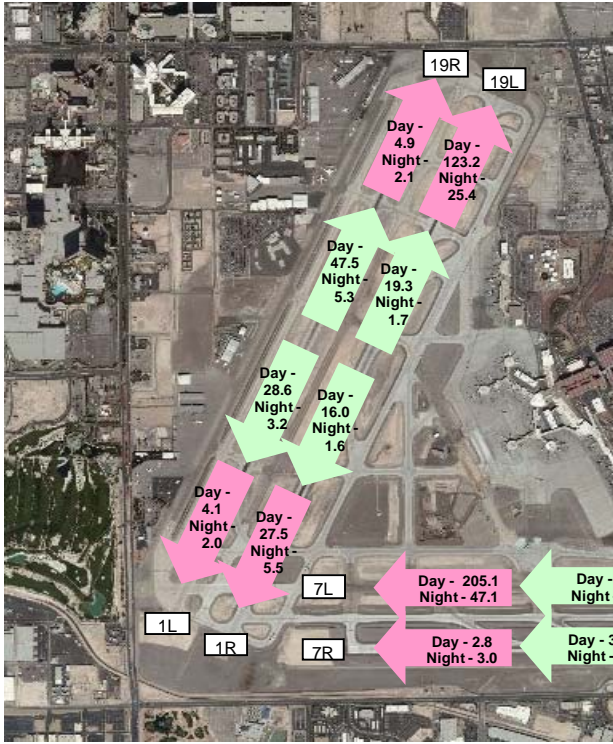 19R
19L
Day -
4.9
Night -
2.1
Day -
123.2
Night -
25.4
Day -
47.5
Night -
5.3
Day -
19.3
Night -
1.7
Day -
28.6
Night -
3.2
Day -
16.0
Night -
1.6
Day -
4.1
Night -
2.0
Day -
27.5
Night -
5.5
7L
Day - 205.1
Night - 47.1
Day -
Night
1L
1R
7R
Day - 2.8
Night - 3.0
Day - 3
Night -